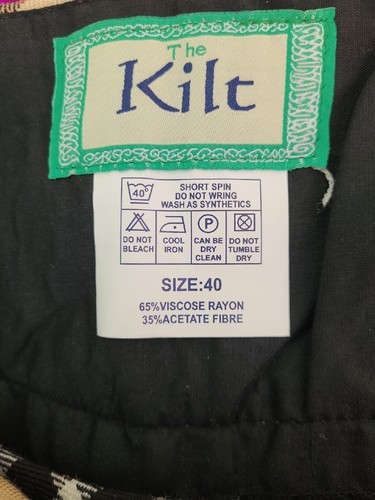 The
Kilt
40°
SHORT SPIN
DO NOT WRING
WASH AS SYNTHETICS
P
DO NOT
BLEACH
COOL
IRON
CAN BE
DRY
CLEAN
DO NOT
TUMBLE
DRY
SIZE:40
65%VISCOSE RAYON
35%ACETATE FIBRE